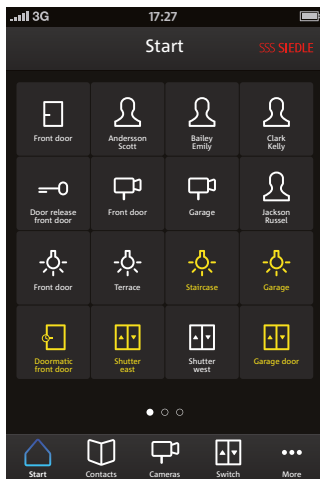 3G 17:27
Start SSS SIEDLE
Front door
Andersson
Scott
Bailey
Emily
Clark
Kelly
Door release
front door
Front door
Garage
Jackson
Russel
Front door
Terrace
Staircase
Garage
Doormatic
front door
Shutter
east
Shutter
west
Garage door
Start Contacts Cameras Switch More